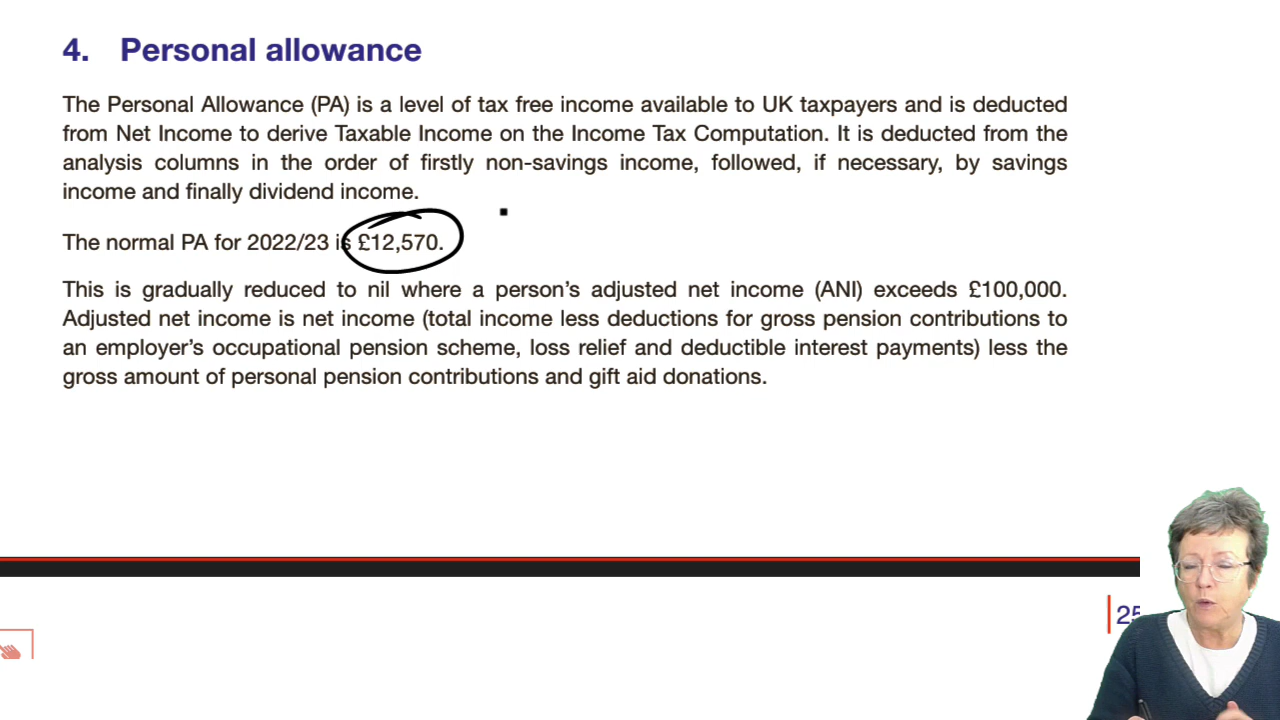 4. Personal allowance
The Personal Allowance (PA) is a level of tax free income available to UK taxpayers and is deducted
from Net Income to derive Taxable Income on the Income Tax Computation. It is deducted from the
analysis columns in the order of firstly non-savings income, followed, if necessary, by savings
income and finally dividend income.
The normal PA for 2022/23 is £12,570.
This is gradually reduced to nil where a person's adjusted net income (ANI) exceeds £100,000.
Adjusted net income is net income (total income less deductions for gross pension contributions to
an employer's occupational pension scheme, loss relief and deductible interest payments) less the
gross amount of personal pension contributions and gift aid donations.
25